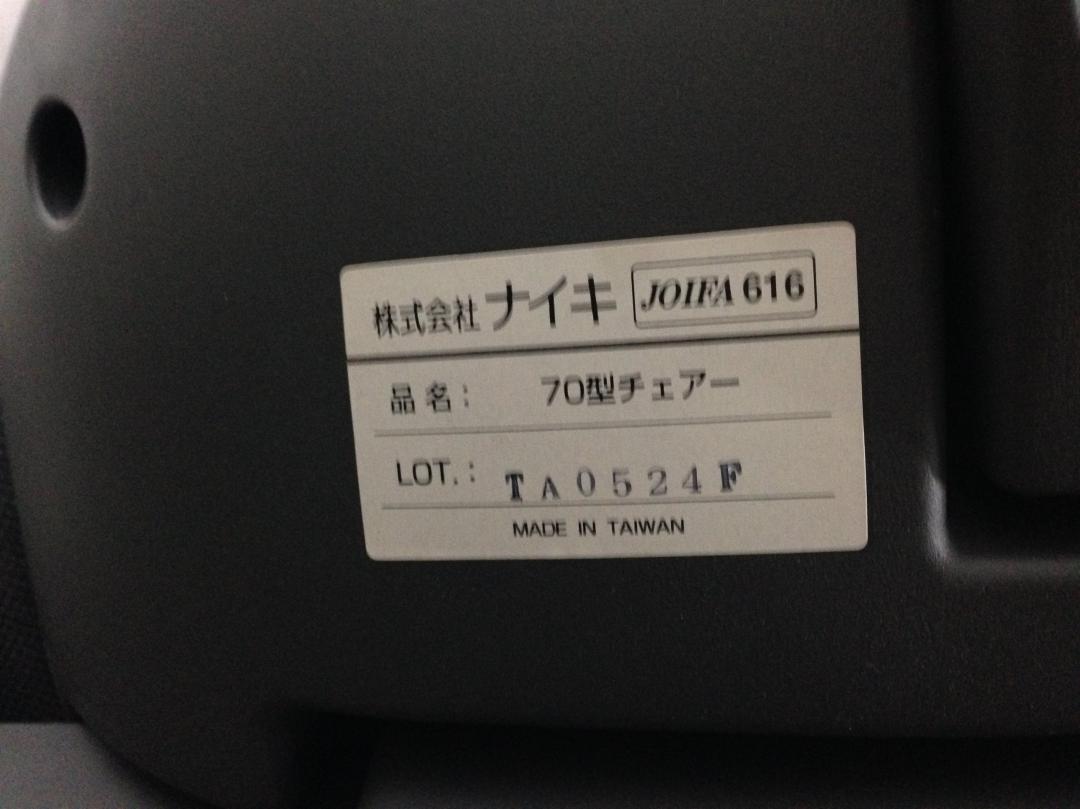 株式会社 ナイキ JOIFA 616
品名: 70型チェアー
LOT.: TA0524F
MADE IN TAIWAN